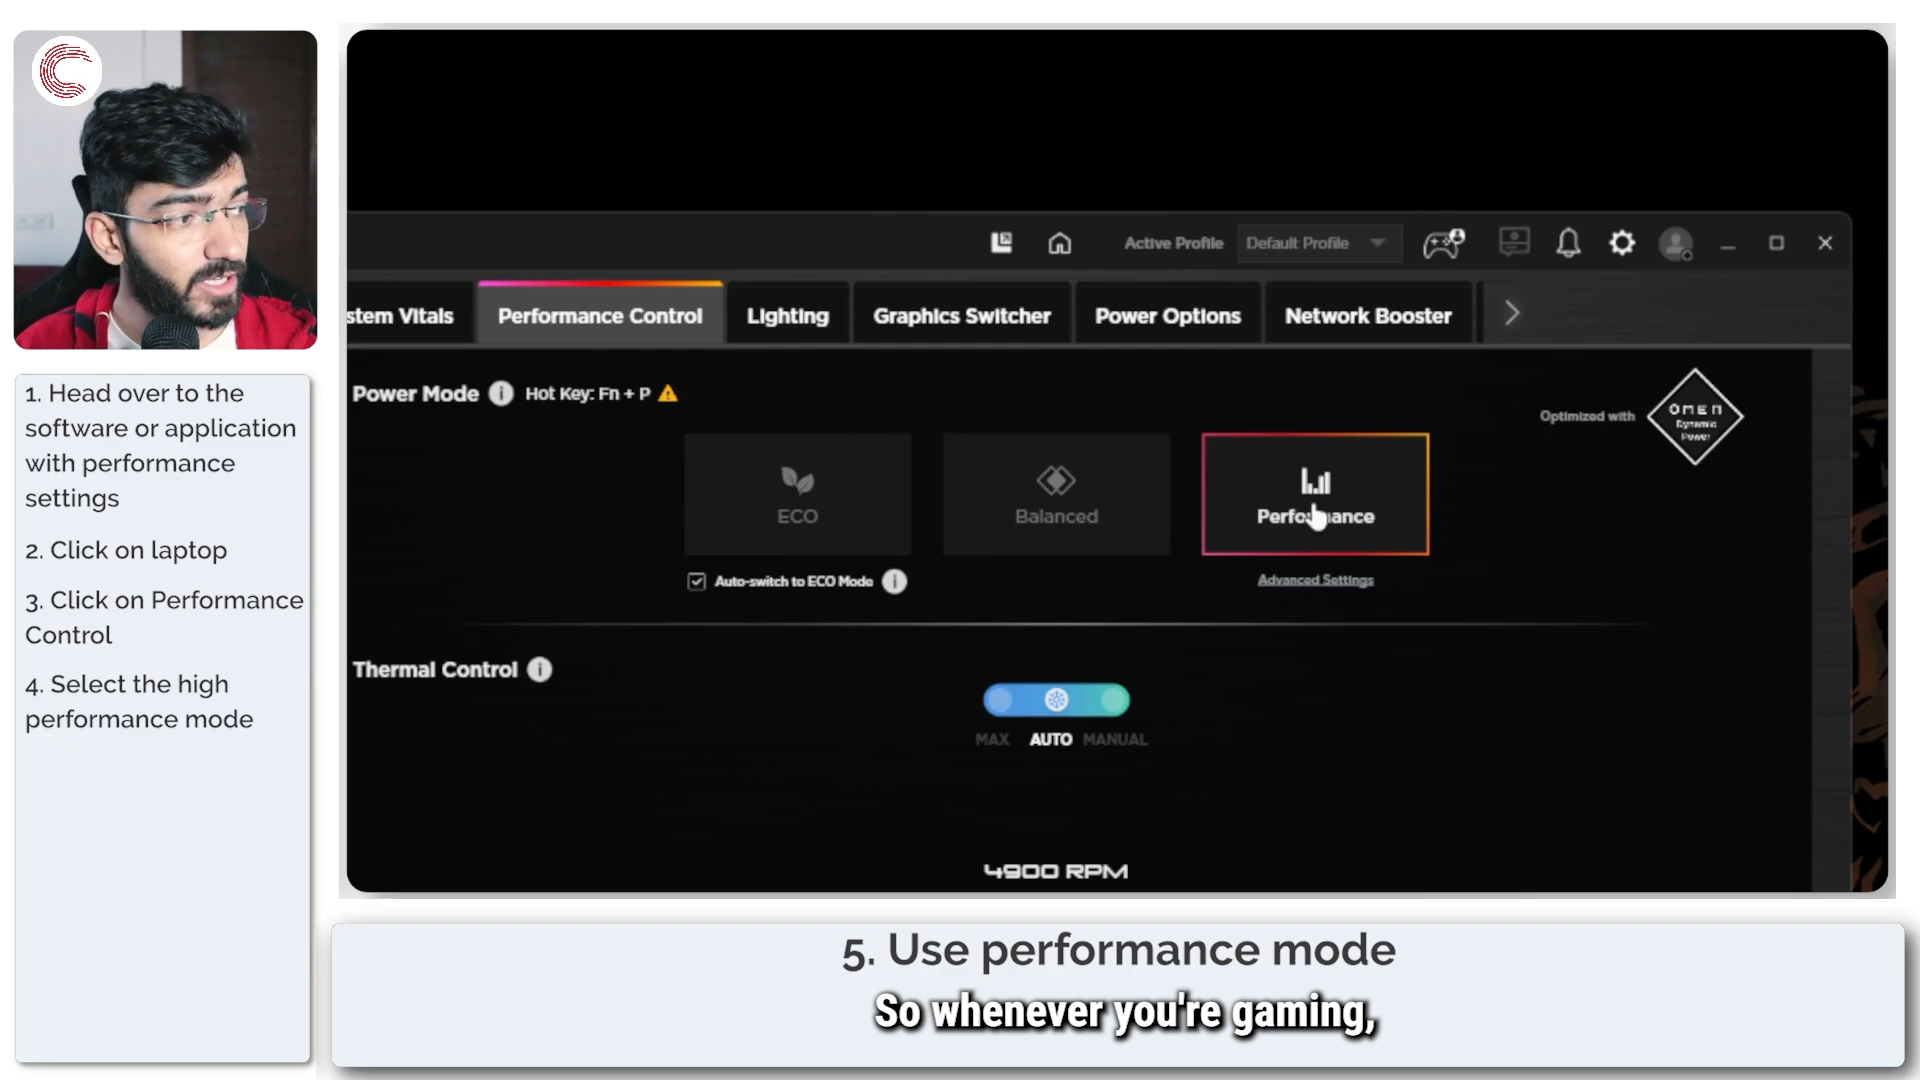 1. Head over to the
software or application
with performance
settings
2. Click on laptop
3. Click on Performance
Control
4. Select the high
performance mode
Active Profile
Default Profile
stem Vitals
Performance Control
Lighting
Graphics Switcher
Power Options
Network Booster
Power Mode
Hot Key: Fn + P
Optimized with
OMEN
Dynamic
Power
ECO
Balanced
Performance
Auto-switch to ECO Mode
Advanced Settings
Thermal Control
MAX
AUTO
MANUAL
4900 RPM
5. Use performance mode
So whenever you're gaming,